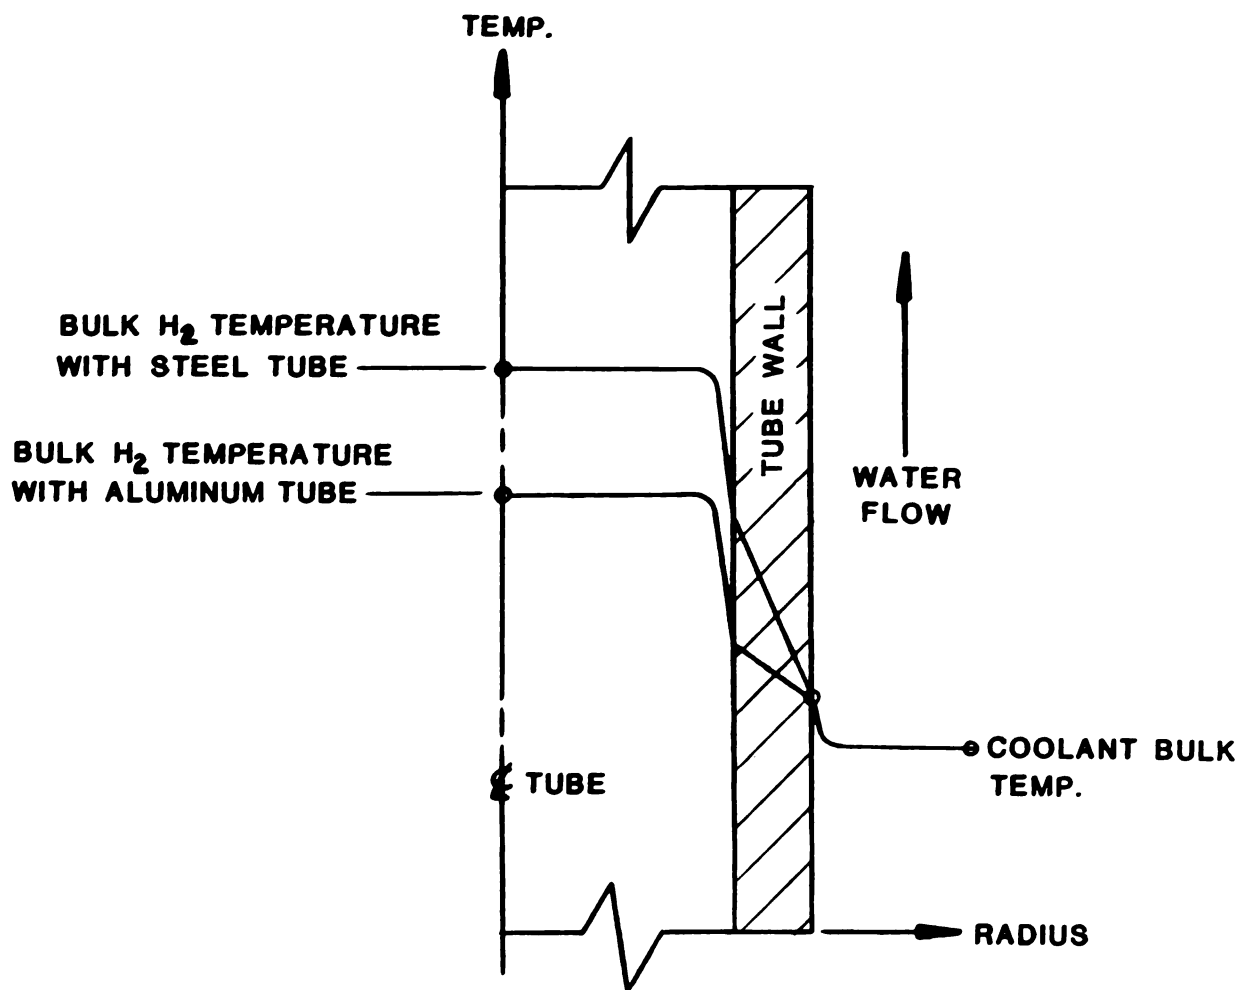 TEMP.
BULK H₂ TEMPERATURE
WITH STEEL TUBE
BULK H₂ TEMPERATURE
WITH ALUMINUM TUBE
TUBE WALL
WATER
FLOW
COOLANT BULK
TEMP.
℄ TUBE
RADIUS